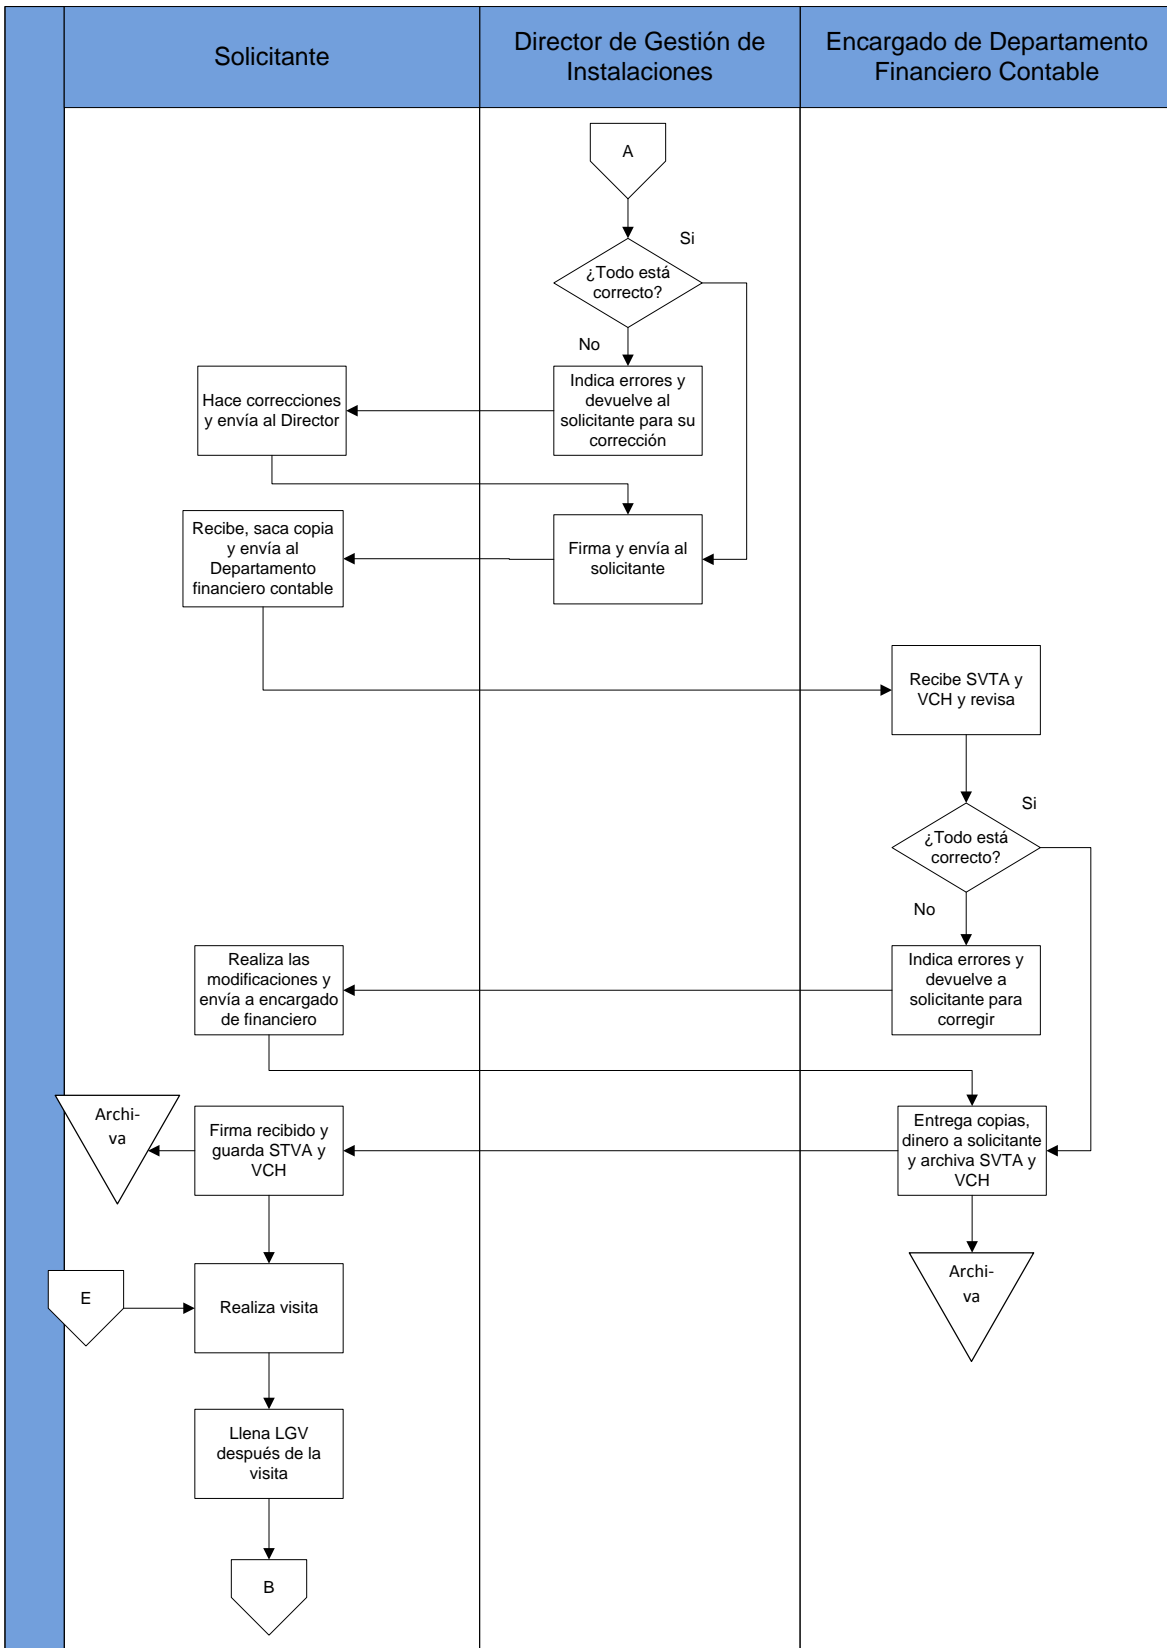 Solicitante
Director de Gestión de
Instalaciones
Encargado de Departamento
Financiero Contable
A
Si
¿Todo está
correcto?
No
Hace correcciones
y envía al Director
Indica errores y
devuelve al
solicitante para su
corrección
Recibe, saca copia
y envía al
Departamento
financiero contable
Firma y envía al
solicitante
Recibe SVTA y
VCH y revisa
Si
¿Todo está
correcto?
No
Realiza las
modificaciones y
envía a encargado
de financiero
Indica errores y
devuelve a
solicitante para
corregir
Archi-
va
Firma recibido y
guarda STVA y
VCH
Entrega copias,
dinero a solicitante
y archiva SVTA y
VCH
E
Realiza visita
Archi-
va
Llena LGV
después de la
visita
B